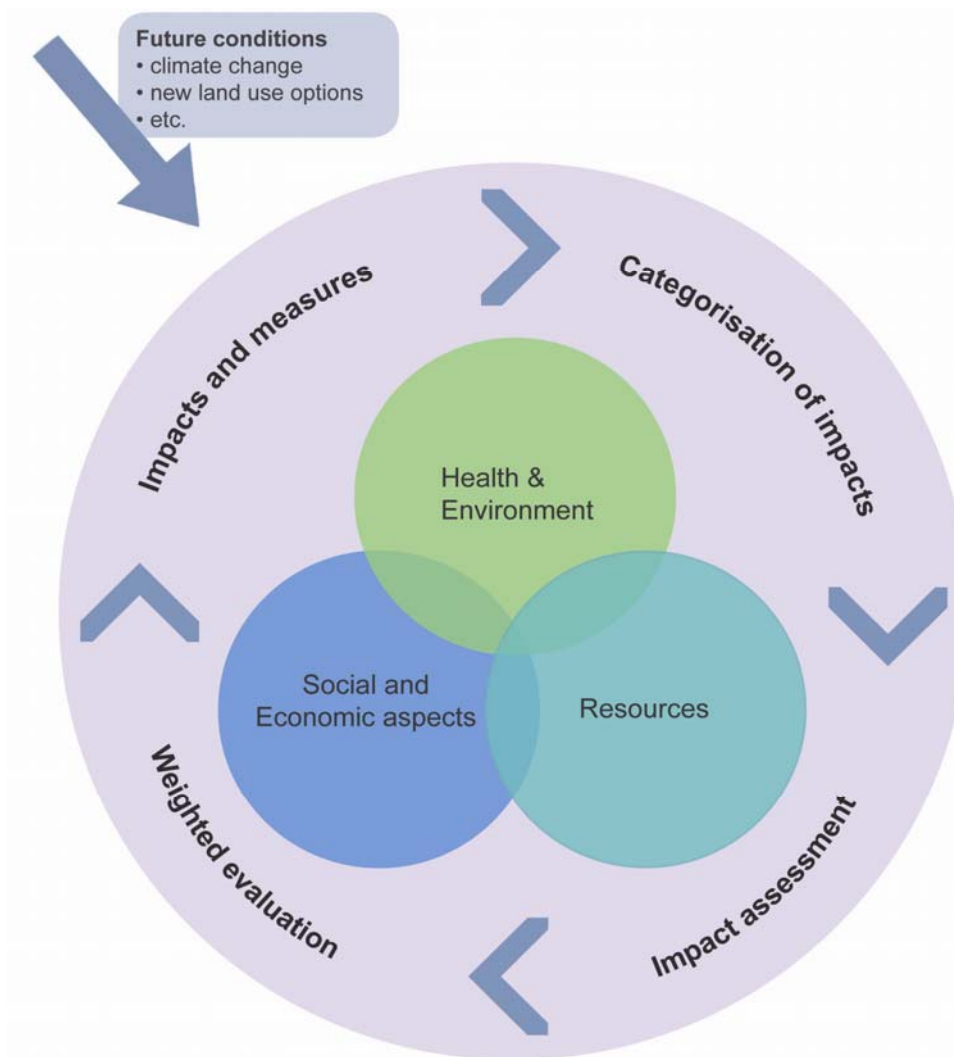 Future conditions
• climate change
• new land use options
• etc.
Impacts and measures
Categorisation of impacts
Health &
Environment
Social and
Economic aspects
Resources
Weighted evaluation
Impact assessment